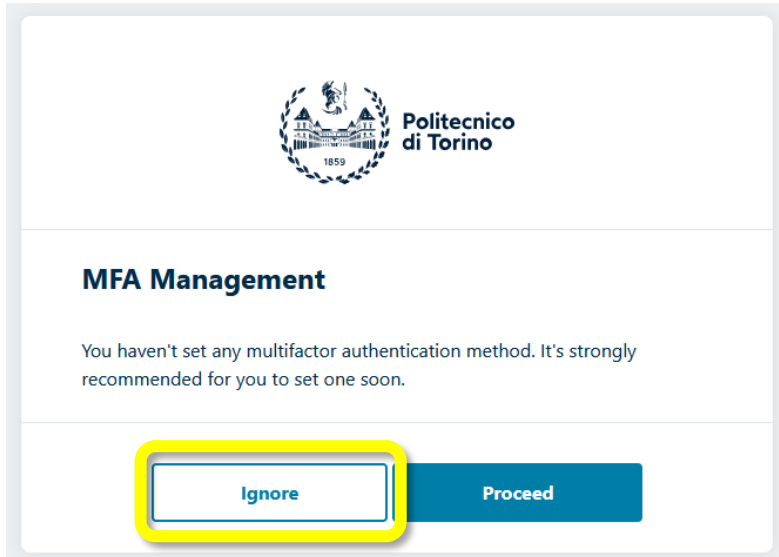 Politecnico
di Torino
1859
MFA Management
You haven't set any multifactor authentication method. It's strongly
recommended for you to set one soon.
Ignore
Proceed